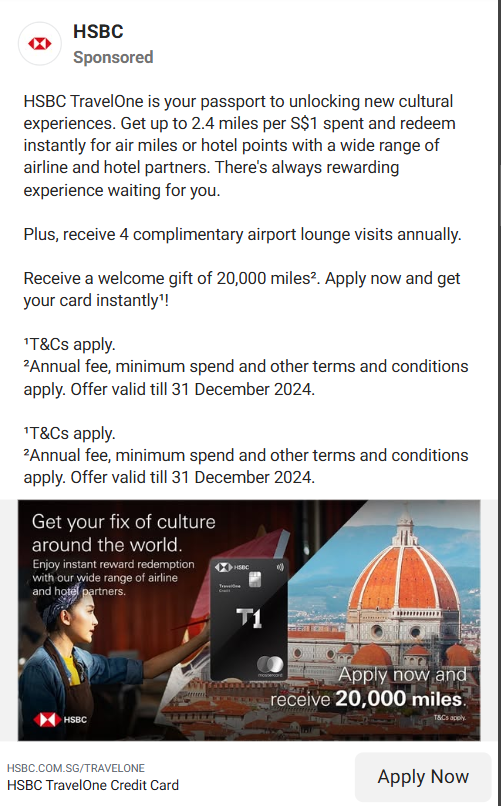 HSBC
Sponsored
HSBC TravelOne is your passport to unlocking new cultural
experiences. Get up to 2.4 miles per S$1 spent and redeem
instantly for air miles or hotel points with a wide range of
airline and hotel partners. There's always rewarding
experience waiting for you.
Plus, receive 4 complimentary airport lounge visits annually.
Receive a welcome gift of 20,000 miles². Apply now and get
your card instantly¹!
¹T&Cs apply.
²Annual fee, minimum spend and other terms and conditions
apply. Offer valid till 31 December 2024.
¹T&Cs apply.
²Annual fee, minimum spend and other terms and conditions
apply. Offer valid till 31 December 2024.
Get your fix of culture
around the world.
Enjoy instant reward redemption
with our wide range of airline
and hotel partners.
HSBC
TravelOne
Credit
T1
mastercard
Apply now and
receive 20,000 miles.
T&Cs apply.
HSBC
HSBC.COM.SG/TRAVELONE
HSBC TravelOne Credit Card
Apply Now